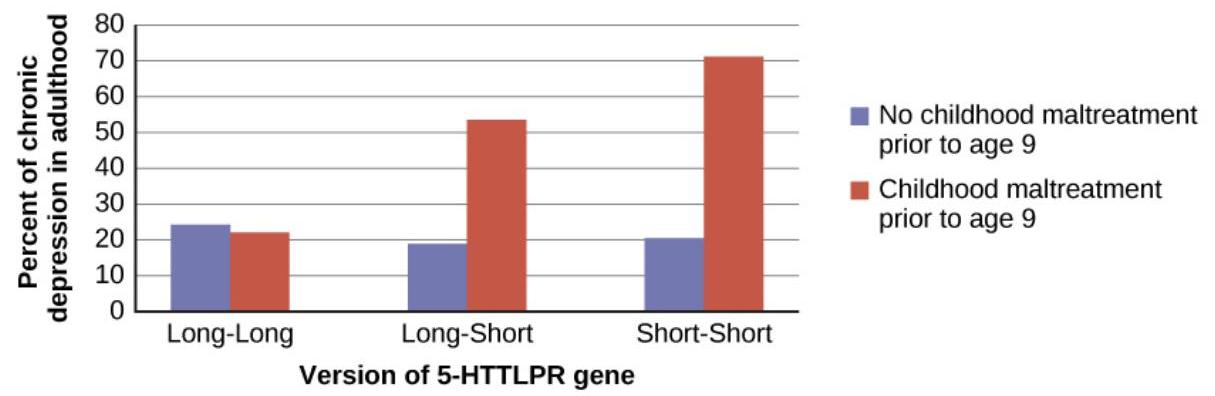 Percent of chronic
depression in adulthood
80
70
60
50
40
30
20
10
0
Long-Long
Long-Short
Short-Short
Version of 5-HTTLPR gene
No childhood maltreatment
prior to age 9
Childhood maltreatment
prior to age 9